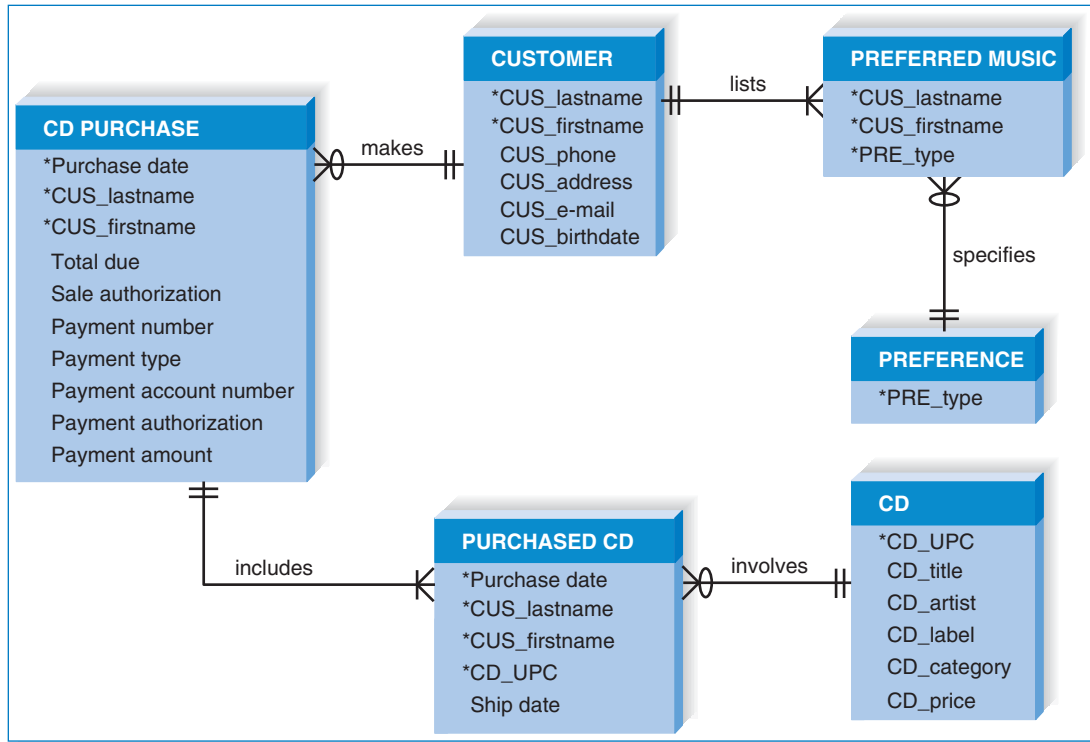 CD PURCHASE
*Purchase date
*CUS_lastname
*CUS_firstname
Total due
Sale authorization
Payment number
Payment type
Payment account number
Payment authorization
Payment amount
makes
CUSTOMER
*CUS_lastname
*CUS_firstname
CUS_phone
CUS_address
CUS_e-mail
CUS_birthdate
lists
PREFERRED MUSIC
*CUS_lastname
*CUS_firstname
*PRE_type
specifies
PREFERENCE
*PRE_type
includes
PURCHASED CD
*Purchase date
*CUS_lastname
*CUS_firstname
*CD_UPC
Ship date
involves
CD
*CD_UPC
CD_title
CD_artist
CD_label
CD_category
CD_price